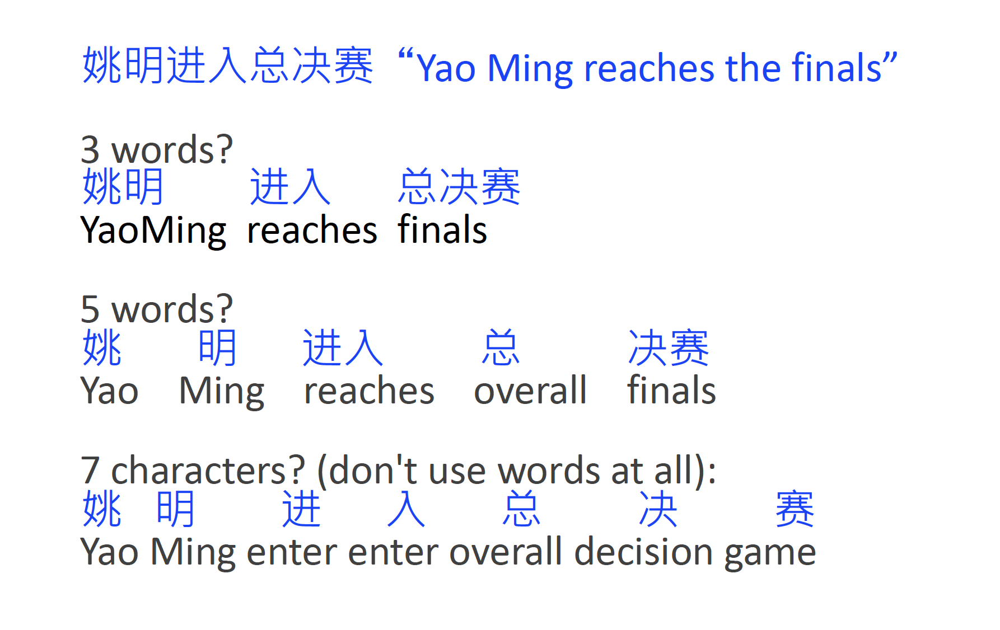 姚明进入总决赛 “Yao Ming reaches the finals”
3 words?
姚明 进入 总决赛
YaoMing reaches finals
5 words?
姚 明 进入 总 决赛
Yao Ming reaches overall finals
7 characters? (don't use words at all):
姚 明 进 入 总 决 赛
Yao Ming enter enter overall decision game